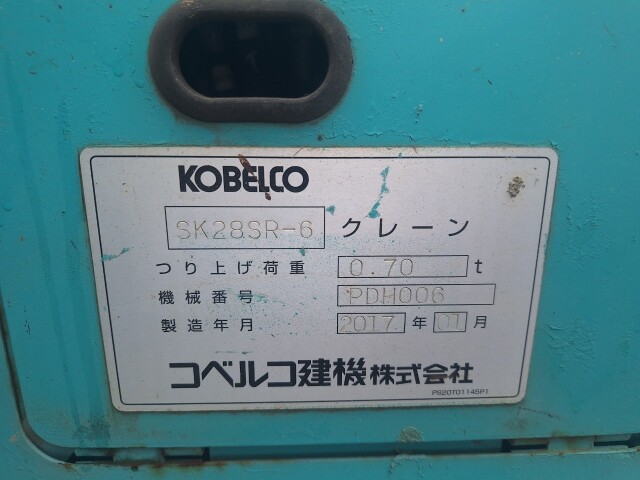 KOBELCO
SK28SR-6 クレーン
つり上げ荷重 0.70 t
機械番号 PDH006
製造年月 2017 年 01 月
コベルコ建機株式会社
PS20T01145P1